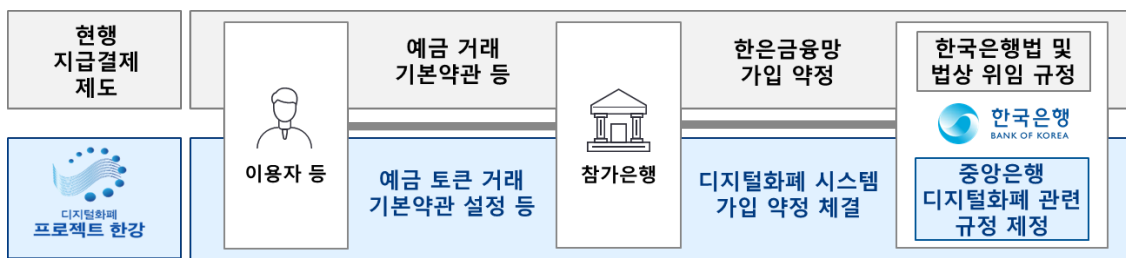 현행
지급결제
제도
예금 거래
기본약관 등
한은금융망
가입 약정
한국은행법 및
법상 위임 규정
이용자 등
참가은행
한국은행
BANK OF KOREA
디지털화폐
프로젝트 한강
예금 토큰 거래
기본약관 설정 등
디지털화폐 시스템
가입 약정 체결
중앙은행
디지털화폐 관련
규정 제정